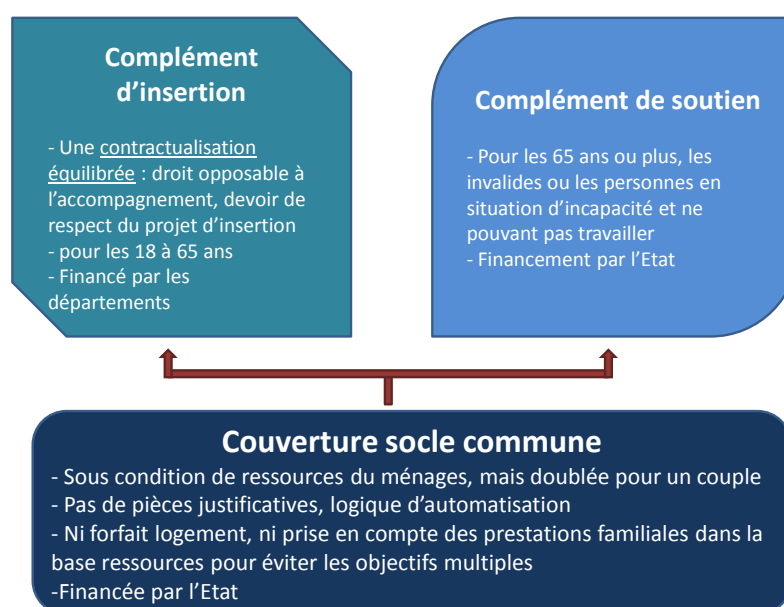 Complément
d'insertion
- Une contractualisation
équilibrée : droit opposable à
l'accompagnement, devoir de
respect du projet d'insertion
- pour les 18 à 65 ans
- Financé par les
départements
Complément de soutien
- Pour les 65 ans ou plus, les
invalides ou les personnes en
situation d'incapacité et ne
pouvant pas travailler
- Financement par l'Etat
Couverture socle commune
- Sous condition de ressources du ménages, mais doublée pour un couple
- Pas de pièces justificatives, logique d'automatisation
- Ni forfait logement, ni prise en compte des prestations familiales dans la
base ressources pour éviter les objectifs multiples
-Financée par l'Etat